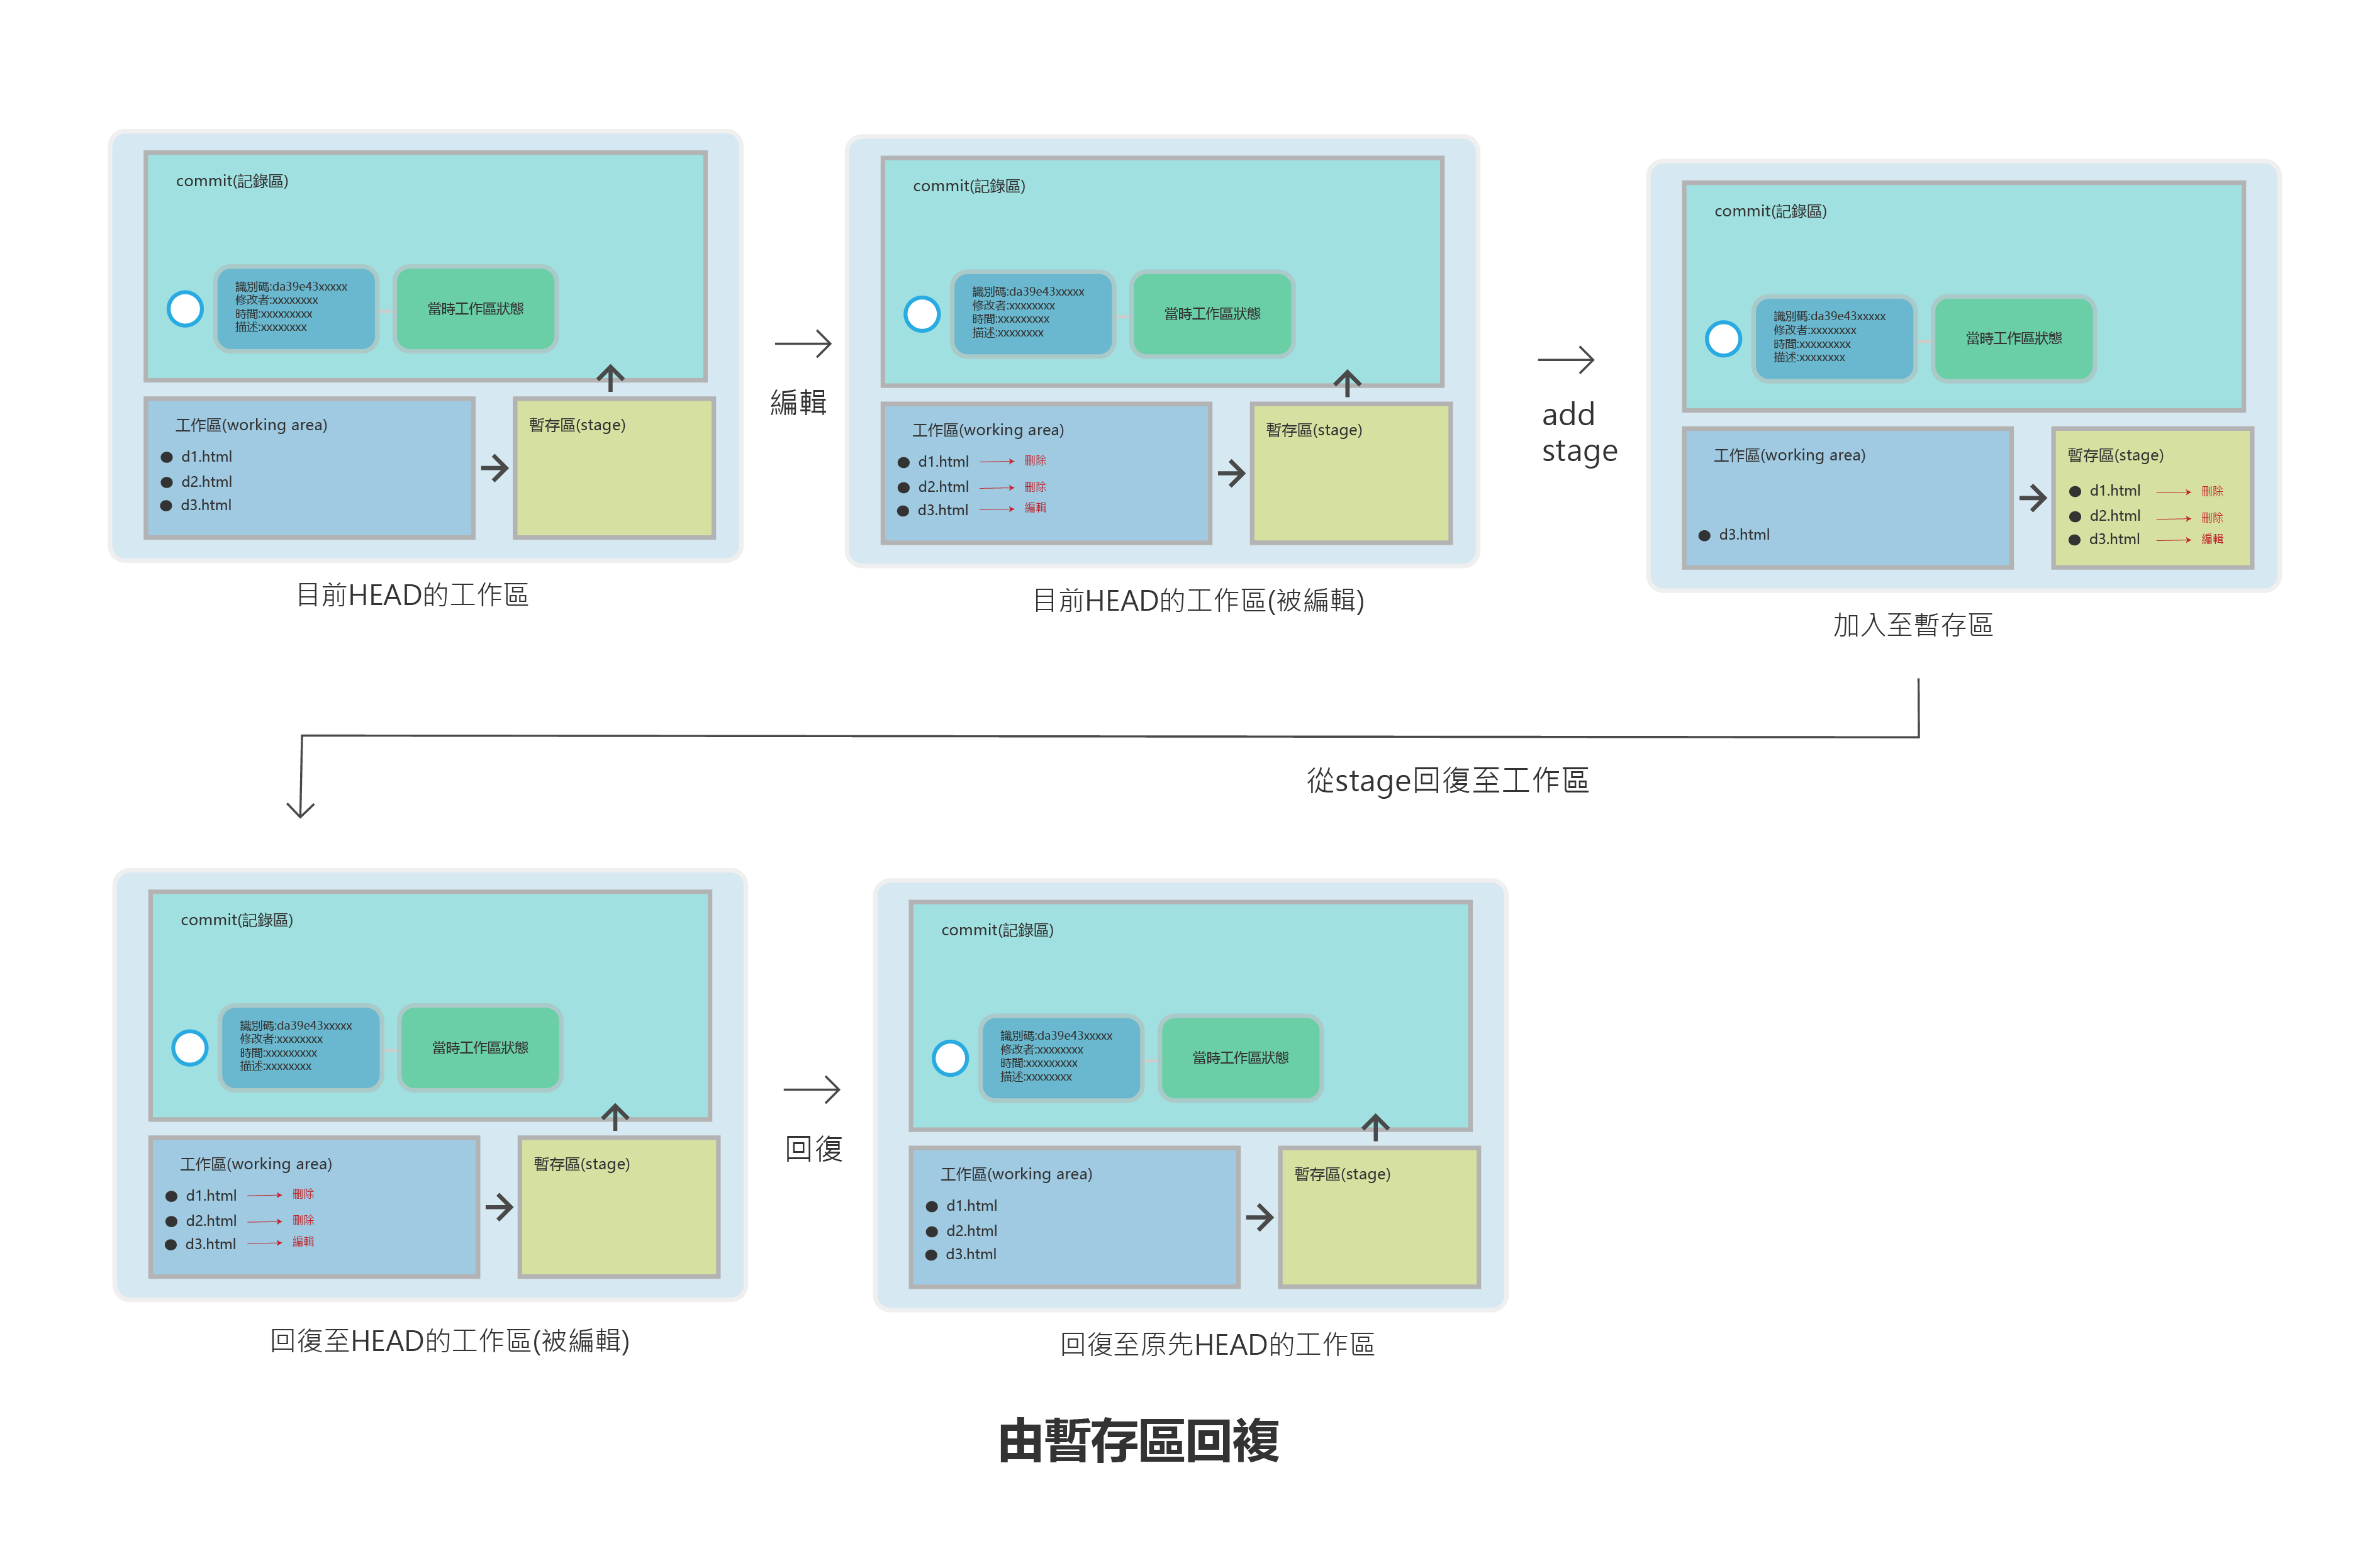 commit(記錄區)
識別碼:da39e43xxxxx
修改者:xxxxxxxx
時間:xxxxxxxxx
描述:xxxxxxxx
當時工作區狀態
工作區(working area)
d1.html
d2.html
d3.html
暫存區(stage)
目前HEAD的工作區
編輯
commit(記錄區)
識別碼:da39e43xxxxx
修改者:xxxxxxxx
時間:xxxxxxxxx
描述:xxxxxxxx
當時工作區狀態
工作區(working area)
d1.html 刪除
d2.html 刪除
d3.html 編輯
暫存區(stage)
目前HEAD的工作區(被編輯)
add
stage
commit(記錄區)
識別碼:da39e43xxxxx
修改者:xxxxxxxx
時間:xxxxxxxxx
描述:xxxxxxxx
當時工作區狀態
工作區(working area)
d3.html
暫存區(stage)
d1.html 刪除
d2.html 刪除
d3.html 編輯
加入至暫存區
從stage回復至工作區
commit(記錄區)
識別碼:da39e43xxxxx
修改者:xxxxxxxx
時間:xxxxxxxxx
描述:xxxxxxxx
當時工作區狀態
工作區(working area)
d1.html 刪除
d2.html 刪除
d3.html 編輯
暫存區(stage)
回復至HEAD的工作區(被編輯)
回復
commit(記錄區)
識別碼:da39e43xxxxx
修改者:xxxxxxxx
時間:xxxxxxxxx
描述:xxxxxxxx
當時工作區狀態
工作區(working area)
d1.html
d2.html
d3.html
暫存區(stage)
回復至原先HEAD的工作區
由暫存區回複